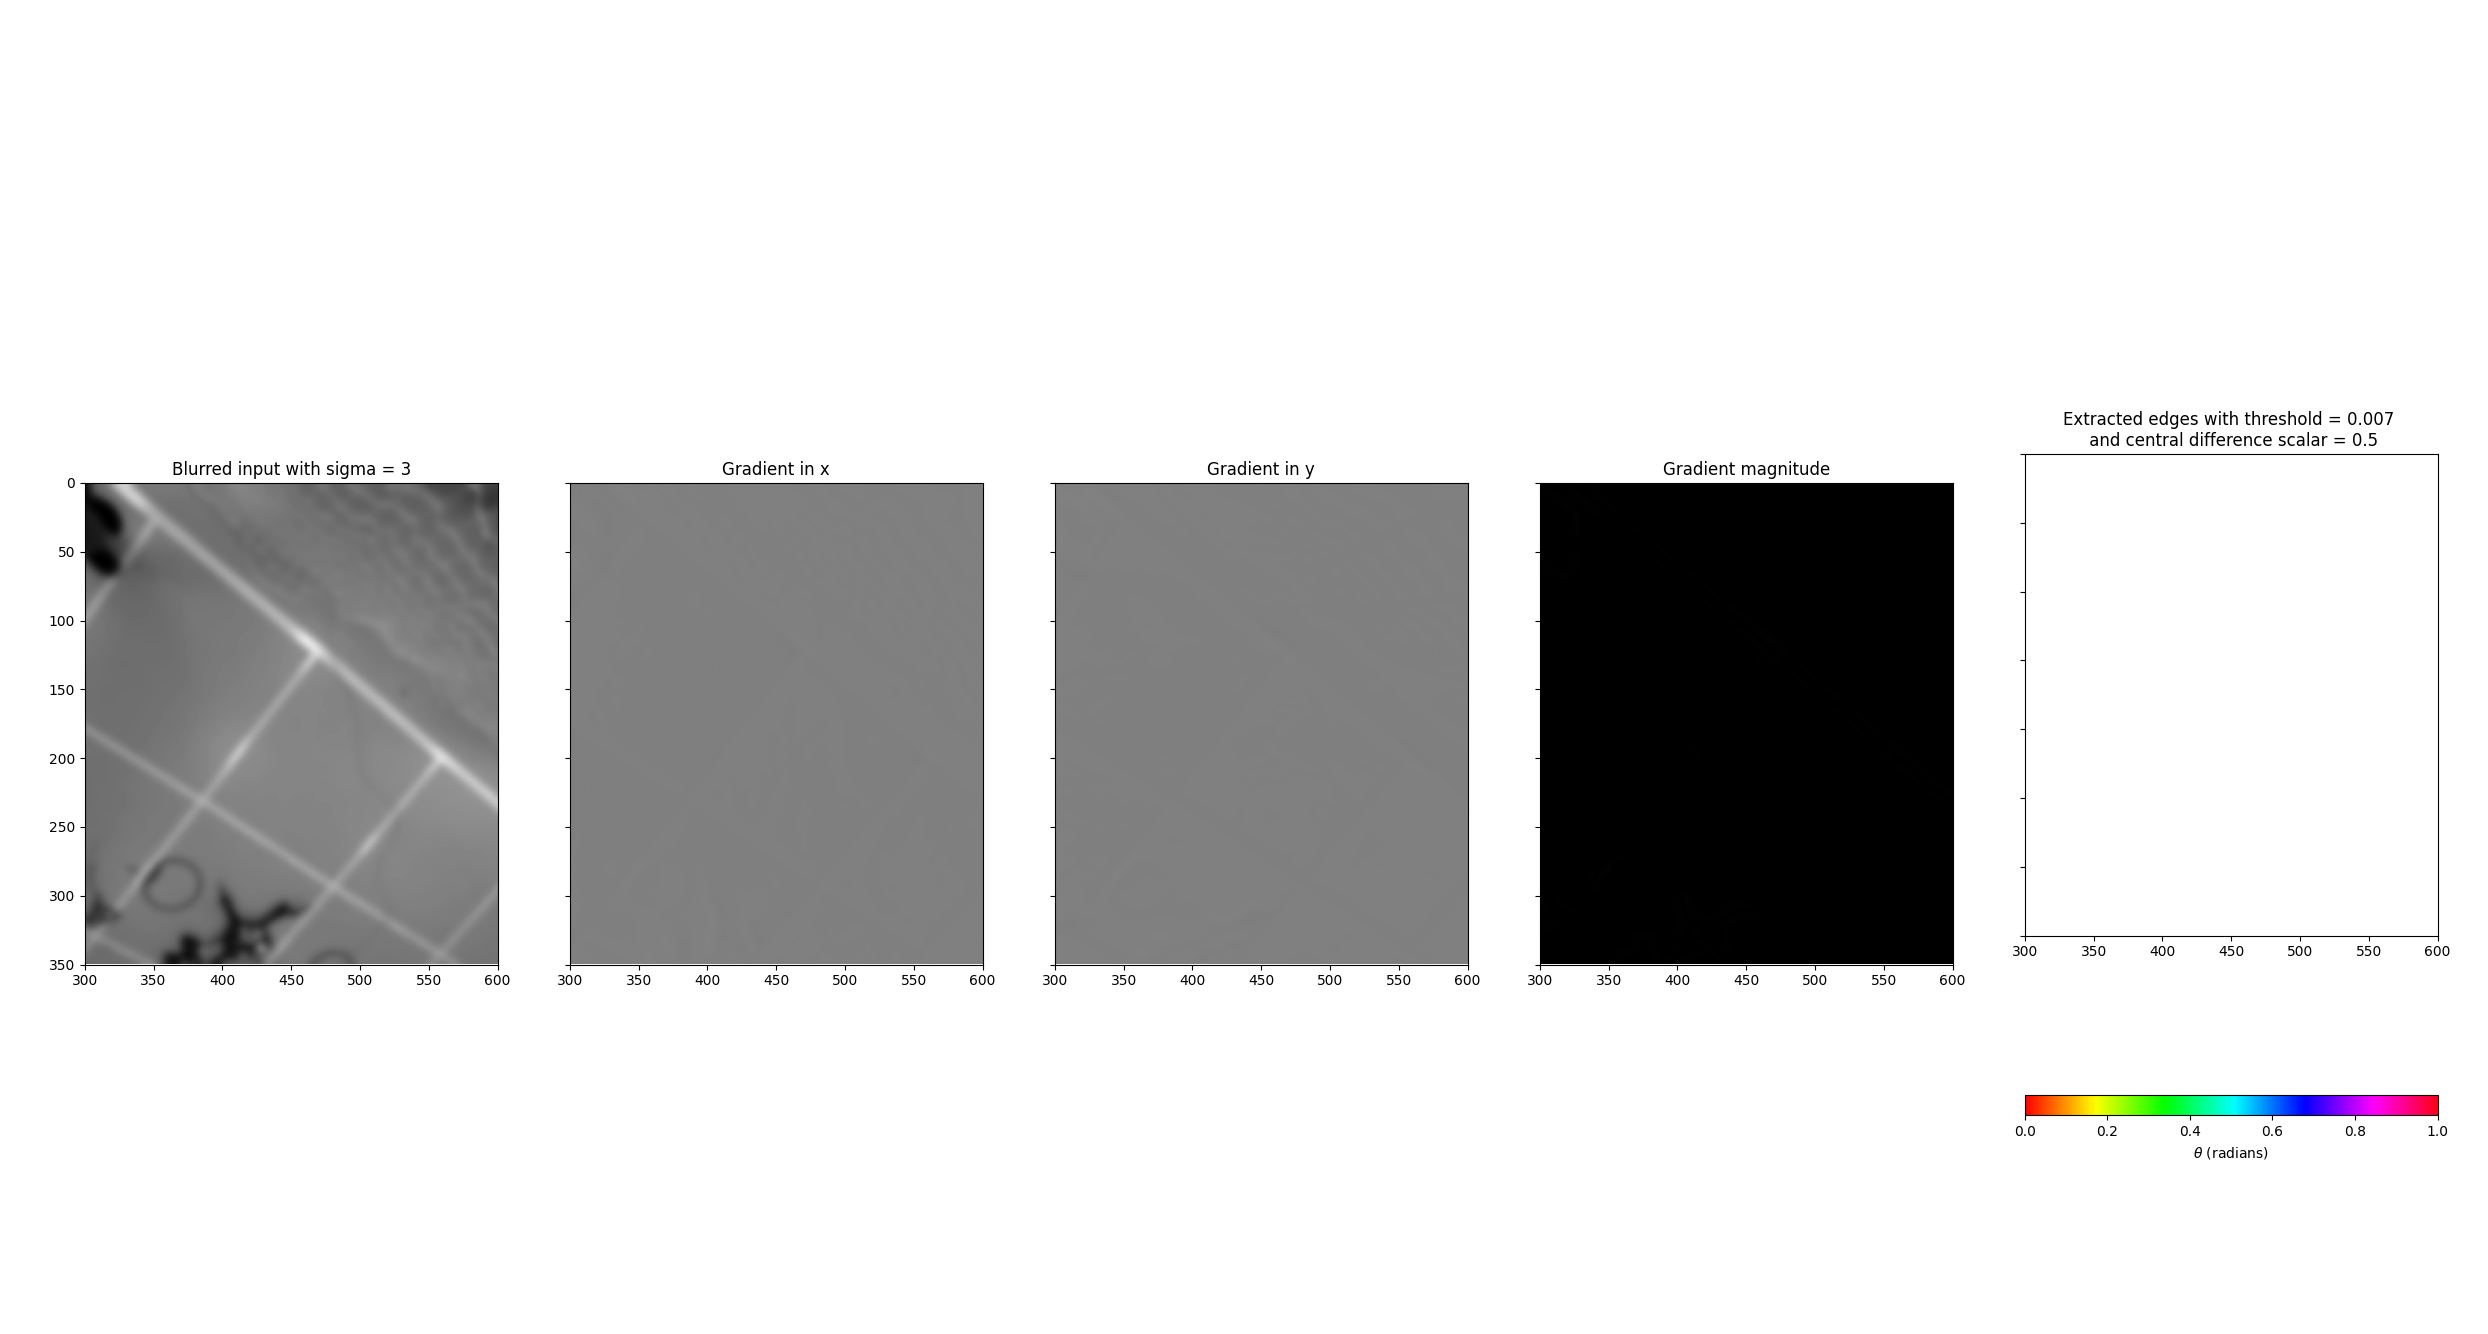 Blurred input with sigma = 3
0
50
100
150
200
250
300
350
300 350 400 450 500 550 600
Gradient in x
300 350 400 450 500 550 600
Gradient in y
300 350 400 450 500 550 600
Gradient magnitude
300 350 400 450 500 550 600
Extracted edges with threshold = 0.007
and central difference scalar = 0.5
300 350 400 450 500 550 600
0.0 0.2 0.4 0.6 0.8 1.0
θ (radians)